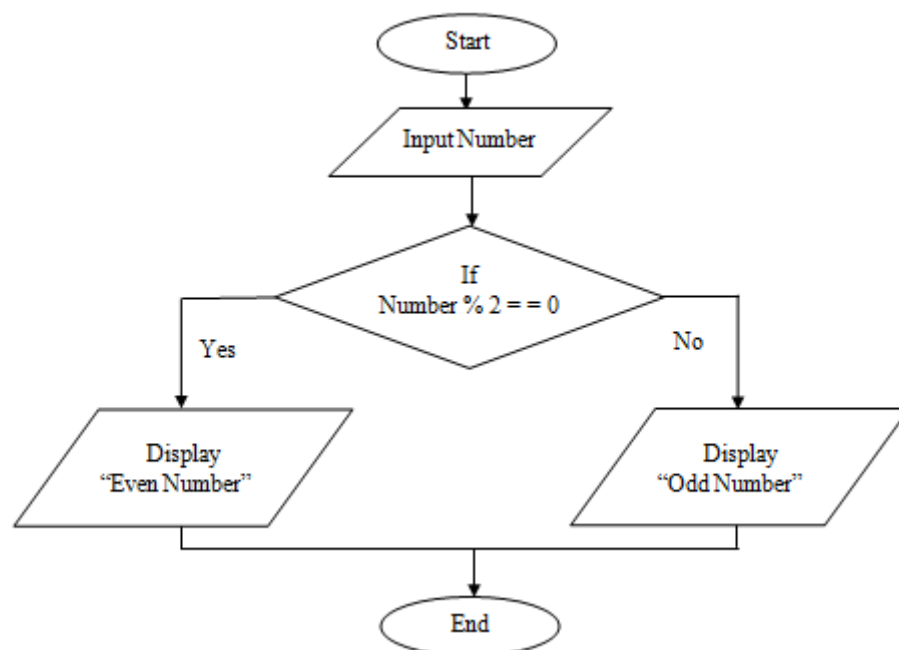 Start
Input Number
If
Number % 2 = = 0
Yes
No
Display
“Even Number”
Display
“Odd Number”
End